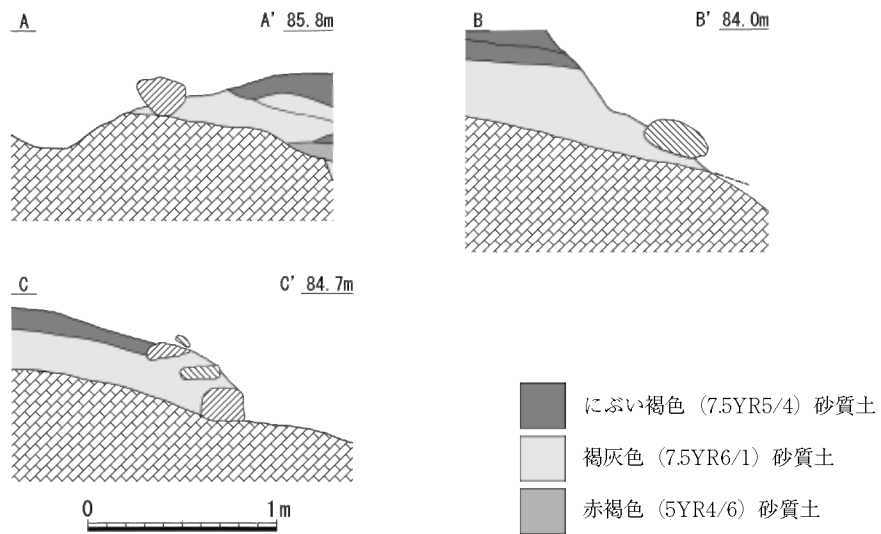 A A' 85.8m
B B' 84.0m
C C' 84.7m
0 1m
にぶい褐色 (7.5YR5/4) 砂質土
褐灰色 (7.5YR6/1) 砂質土
赤褐色 (5YR4/6) 砂質土